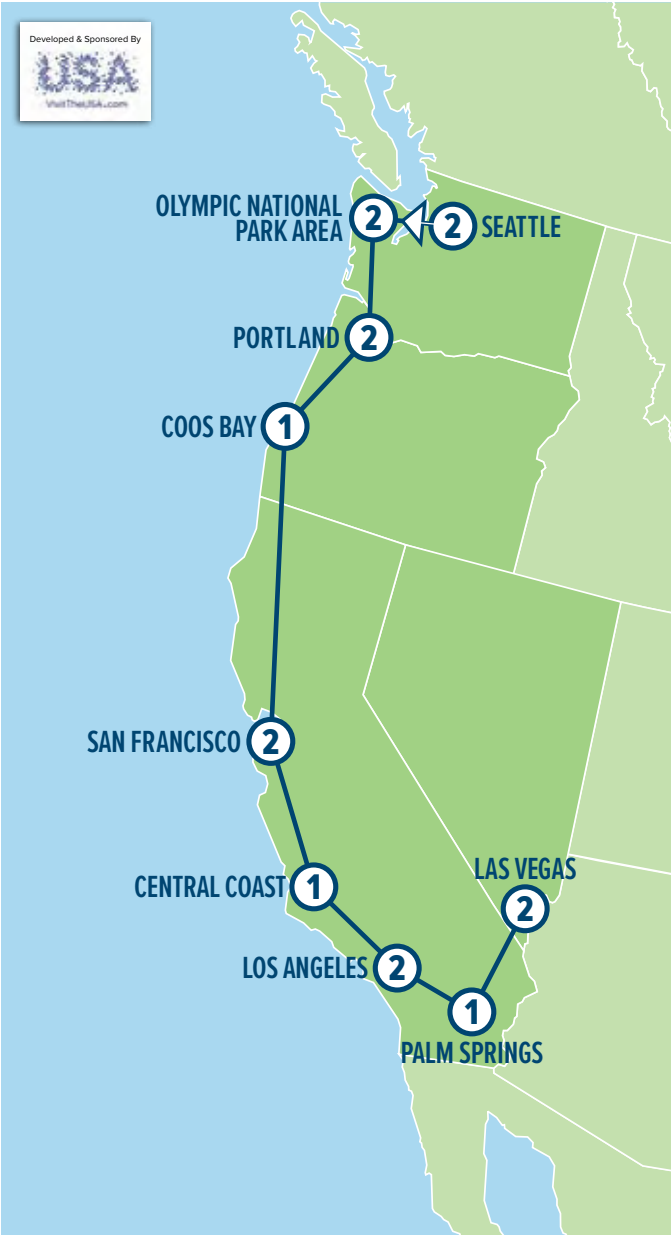 Developed & Sponsored By
USA
VisitTheUSA.com
OLYMPIC NATIONAL
PARK AREA
2
2
SEATTLE
PORTLAND
2
COOS BAY
1
SAN FRANCISCO
2
CENTRAL COAST
1
LAS VEGAS
2
LOS ANGELES
2
1
PALM SPRINGS